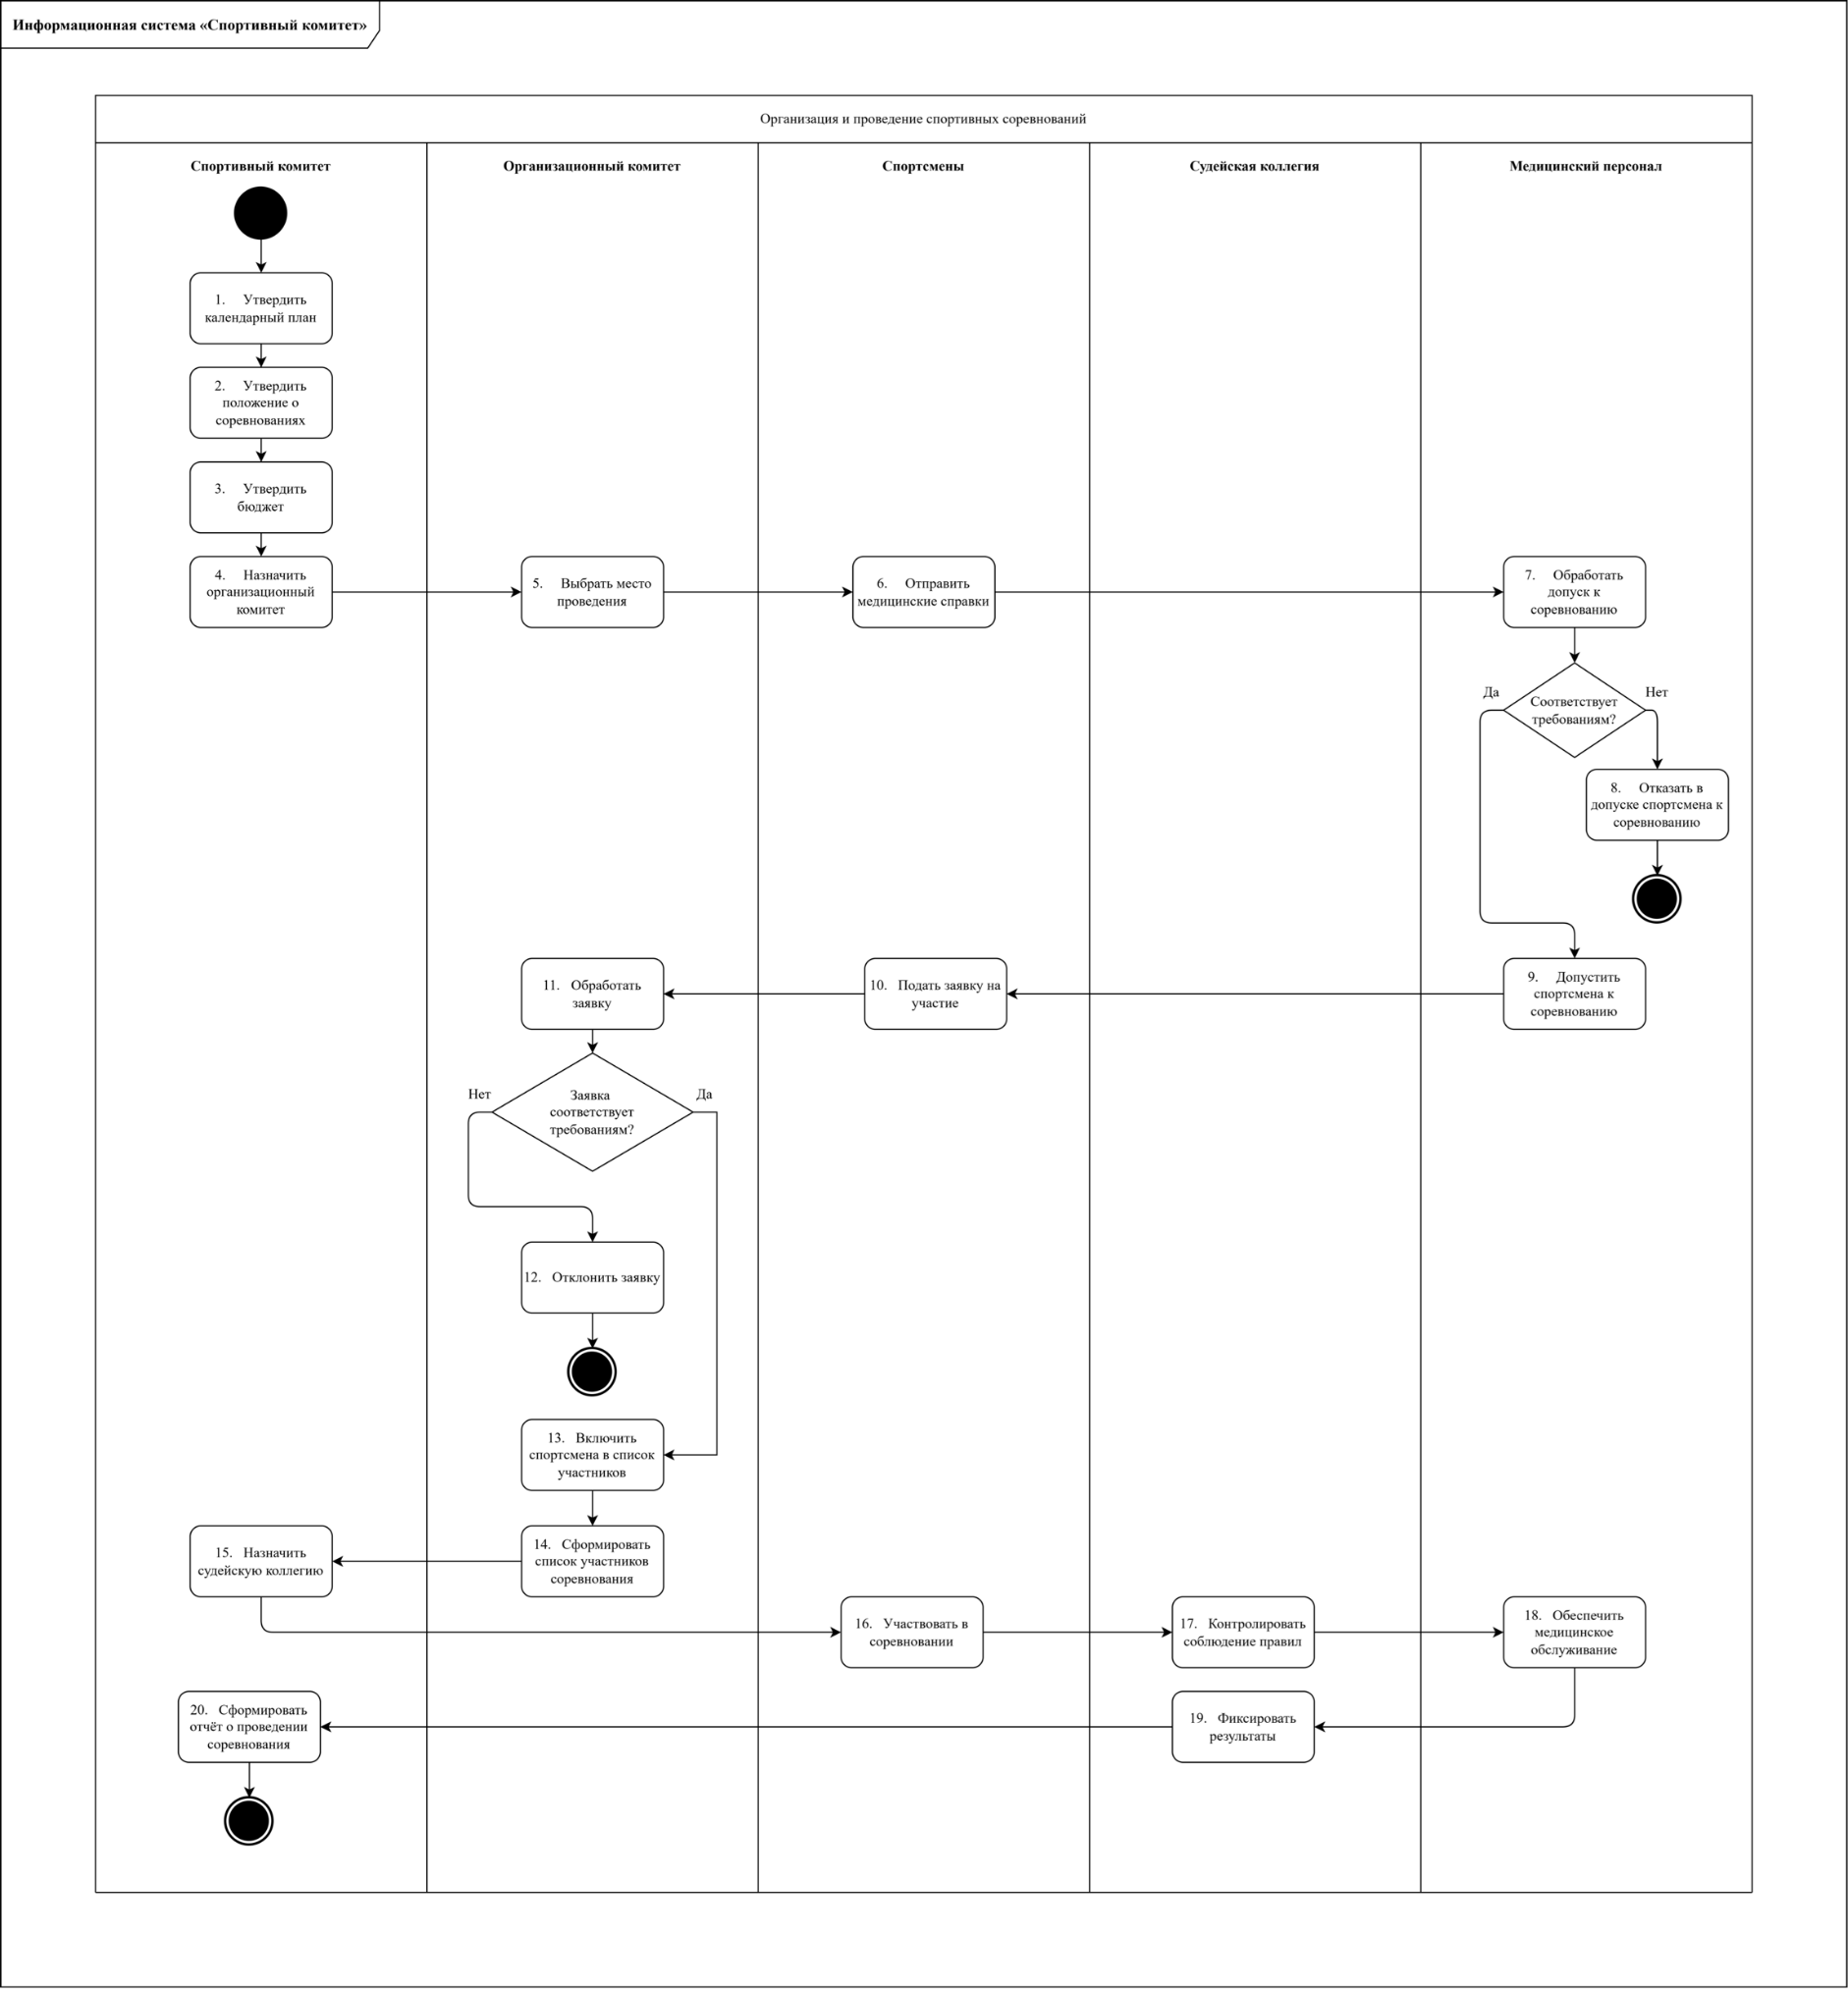 Информационная система «Спортивный комитет»
Организация и проведение спортивных соревнований
Спортивный комитет
Организационный комитет
Спортсмены
Судейская коллегия
Медицинский персонал
1. Утвердить
календарный план
2. Утвердить
положение о
соревнованиях
3. Утвердить
бюджет
4. Назначить
организационный
комитет
5. Выбрать место
проведения
6. Отправить
медицинские справки
7. Обработать
допуск к
соревнованию
Да
Соответствует
требованиям?
Нет
8. Отказать в
допуске спортсмена к
соревнованию
9. Допустить
спортсмена к
соревнованию
10. Подать заявку на
участие
11. Обработать
заявку
Нет
Заявка
соответствует
требованиям?
Да
12. Отклонить заявку
13. Включить
спортсмена в список
участников
14. Сформировать
список участников
соревнования
15. Назначить
судейскую коллегию
16. Участвовать в
соревновании
17. Контролировать
соблюдение правил
18. Обеспечить
медицинское
обслуживание
19. Фиксировать
результаты
20. Сформировать
отчёт о проведении
соревнования